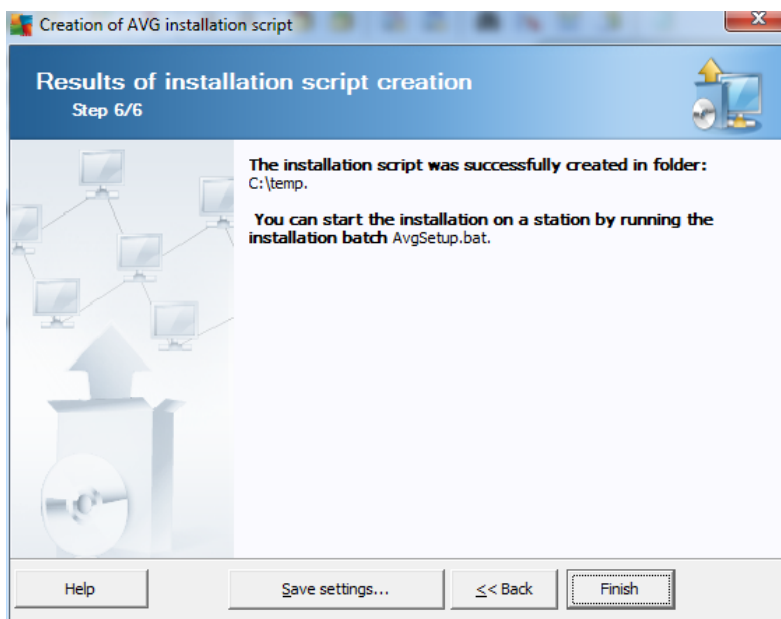 Creation of AVG installation script
Results of installation script creation
Step 6/6
The installation script was successfully created in folder:
C:\temp.
You can start the installation on a station by running the
installation batch AvgSetup.bat.
Help
Save settings...
<< Back
Finish